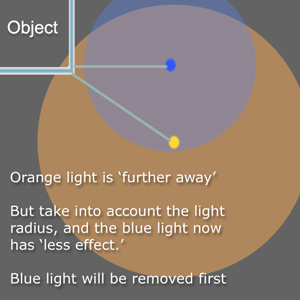 Object
Orange light is ‘further away’
But take into account the light
radius, and the blue light now
has ‘less effect.’
Blue light will be removed first